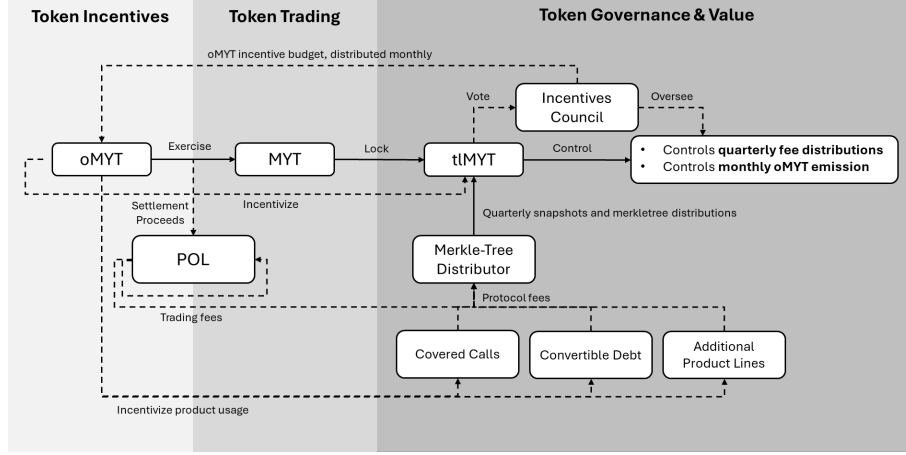 Token Incentives
Token Trading
Token Governance & Value
oMYT incentive budget, distributed monthly
Vote
Incentives
Council
Oversee
oMYT
Exercise
MYT
Lock
tlMYT
Control
• Controls quarterly fee distributions
• Controls monthly oMYT emission
Settlement
Proceeds
Incentivize
Quarterly snapshots and merkletree distributions
POL
Merkle-Tree
Distributor
Protocol fees
Trading fees
Covered Calls
Convertible Debt
Additional
Product Lines
Incentivize product usage